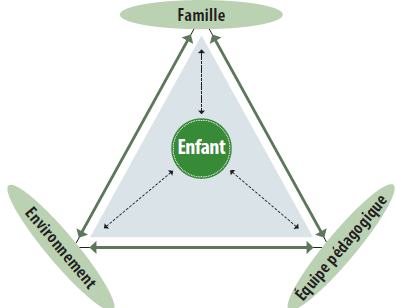 Famille
Enfant
Environnement
Équipe pédagogique